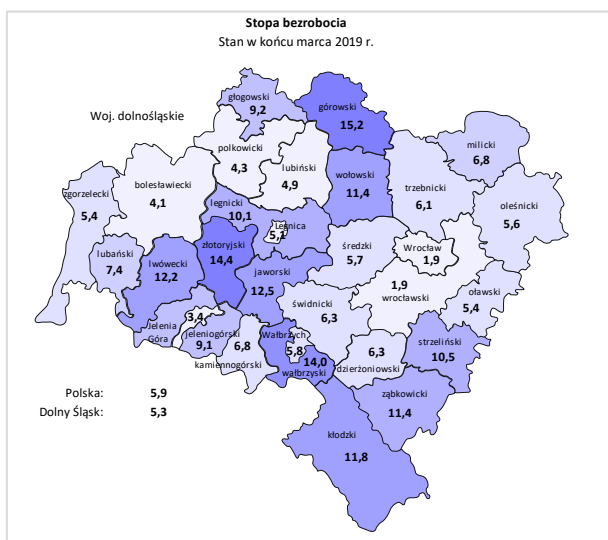 Stopa bezrobocia
Stan w końcu marca 2019 r.
Woj. dolnośląskie
głogowski
9,2
górowski
15,2
milicki
6,8
polkowicki
4,3
lubiński
4,9
wołowski
11,4
trzebnicki
6,1
oleśnicki
5,6
zgorzelecki
5,4
bolesławiecki
4,1
legnicki
10,1
Legnica
5,1
lubański
7,4
lwówecki
12,2
złotoryjski
14,4
jaworski
12,5
średzki
5,7
Wrocław
1,9
1,9
wrocławski
oławski
5,4
świdnicki
6,3
strzeliński
10,5
Jelenia
Góra
3,4
jeleniogórski
9,1
6,8
kamiennogórski
Wałbrzych
5,8
14,0
wałbrzyski
6,3
dzierżoniowski
ząbkowicki
11,4
kłodzki
11,8
Polska: 5,9
Dolny Śląsk: 5,3